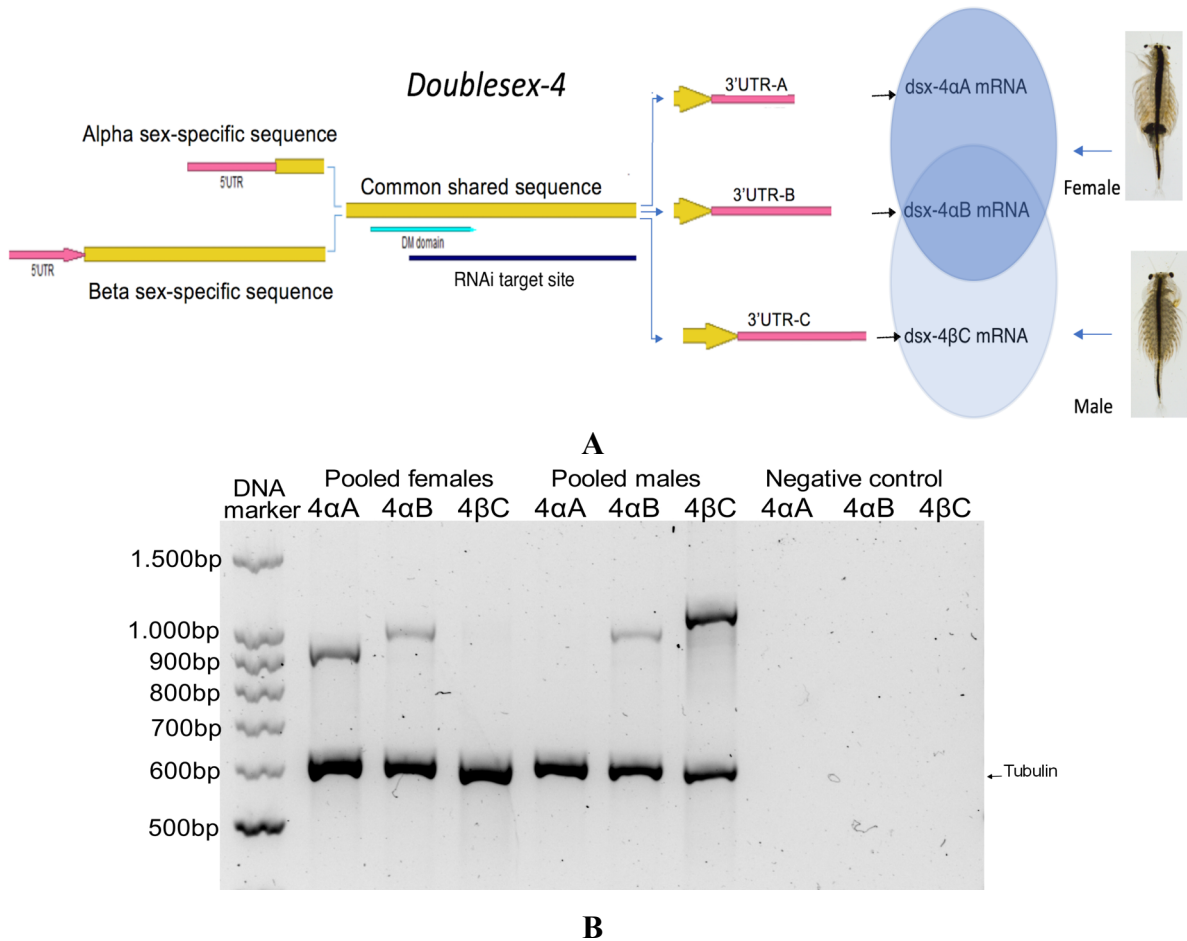 Doublesex-4
Alpha sex-specific sequence
5'UTR
Common shared sequence
DM domain
RNAi target site
5'UTR
Beta sex-specific sequence
3'UTR-A
3'UTR-B
3'UTR-C
dsx-4αA mRNA
dsx-4αB mRNA
dsx-4βC mRNA
Female
Male
A
DNA
marker
Pooled females
4αA 4αB 4βC
Pooled males
4αA 4αB 4βC
Negative control
4αA 4αB 4βC
1.500bp
1.000bp
900bp
800bp
700bp
600bp
500bp
Tubulin
B